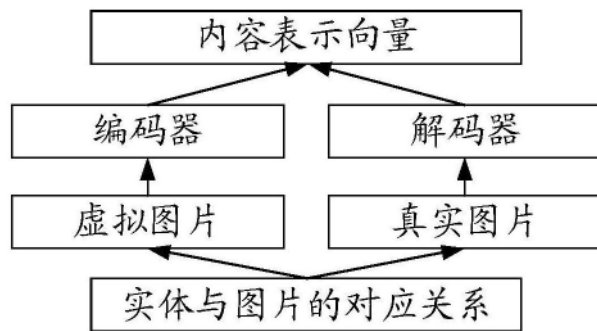 内容表示向量
编码器
解码器
虚拟图片
真实图片
实体与图片的对应关系